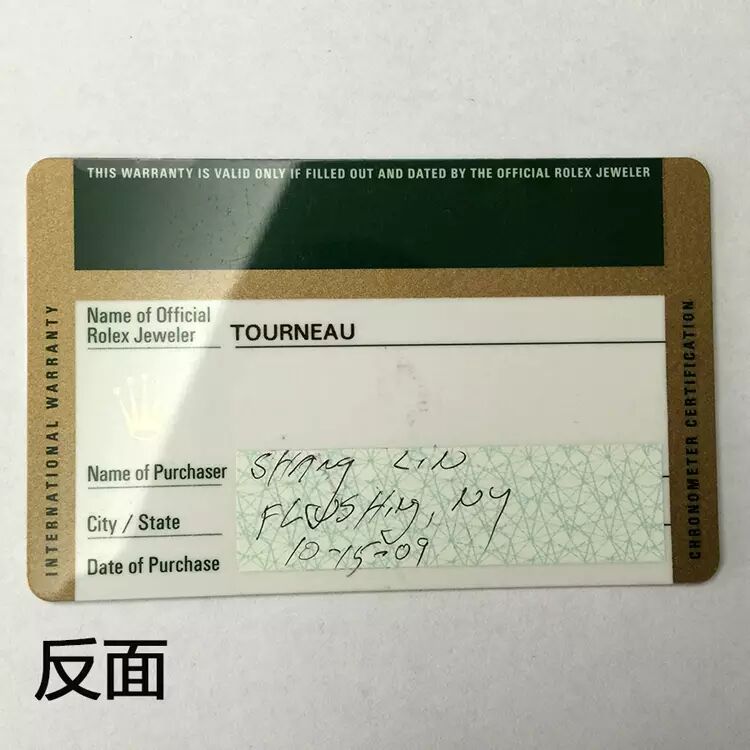 THIS WARRANTY IS VALID ONLY IF FILLED OUT AND DATED BY THE OFFICIAL ROLEX JEWELER
INTERNATIONAL WARRANTY
Name of Official
Rolex Jeweler TOURNEAU
Name of Purchaser SHAng LiN
City / State FLUSHing, NY
Date of Purchase 10-15-09
CHRONOMETER CERTIFICATION
反面